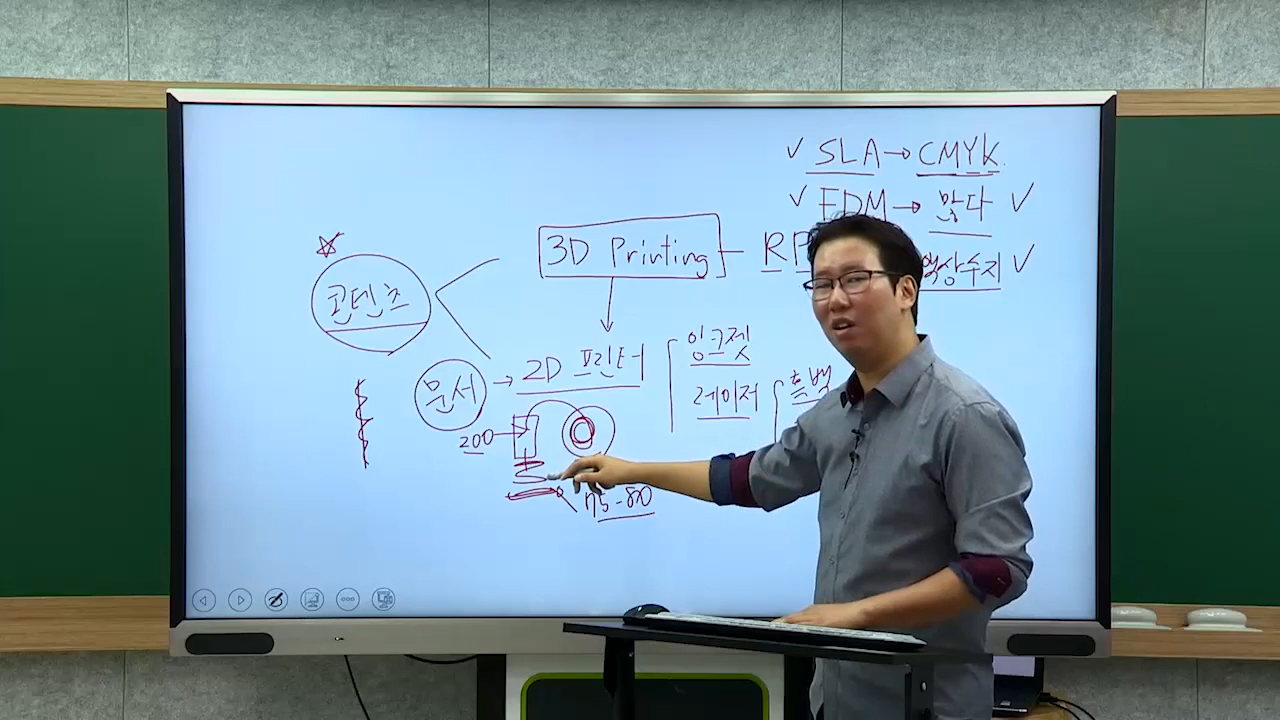 SLA→CMYK
FDM→많다
3D Printing
RP
액상수지
콘텐츠
잉크젯
문서
→2D 프린터
레이저
흑백
200
75-80